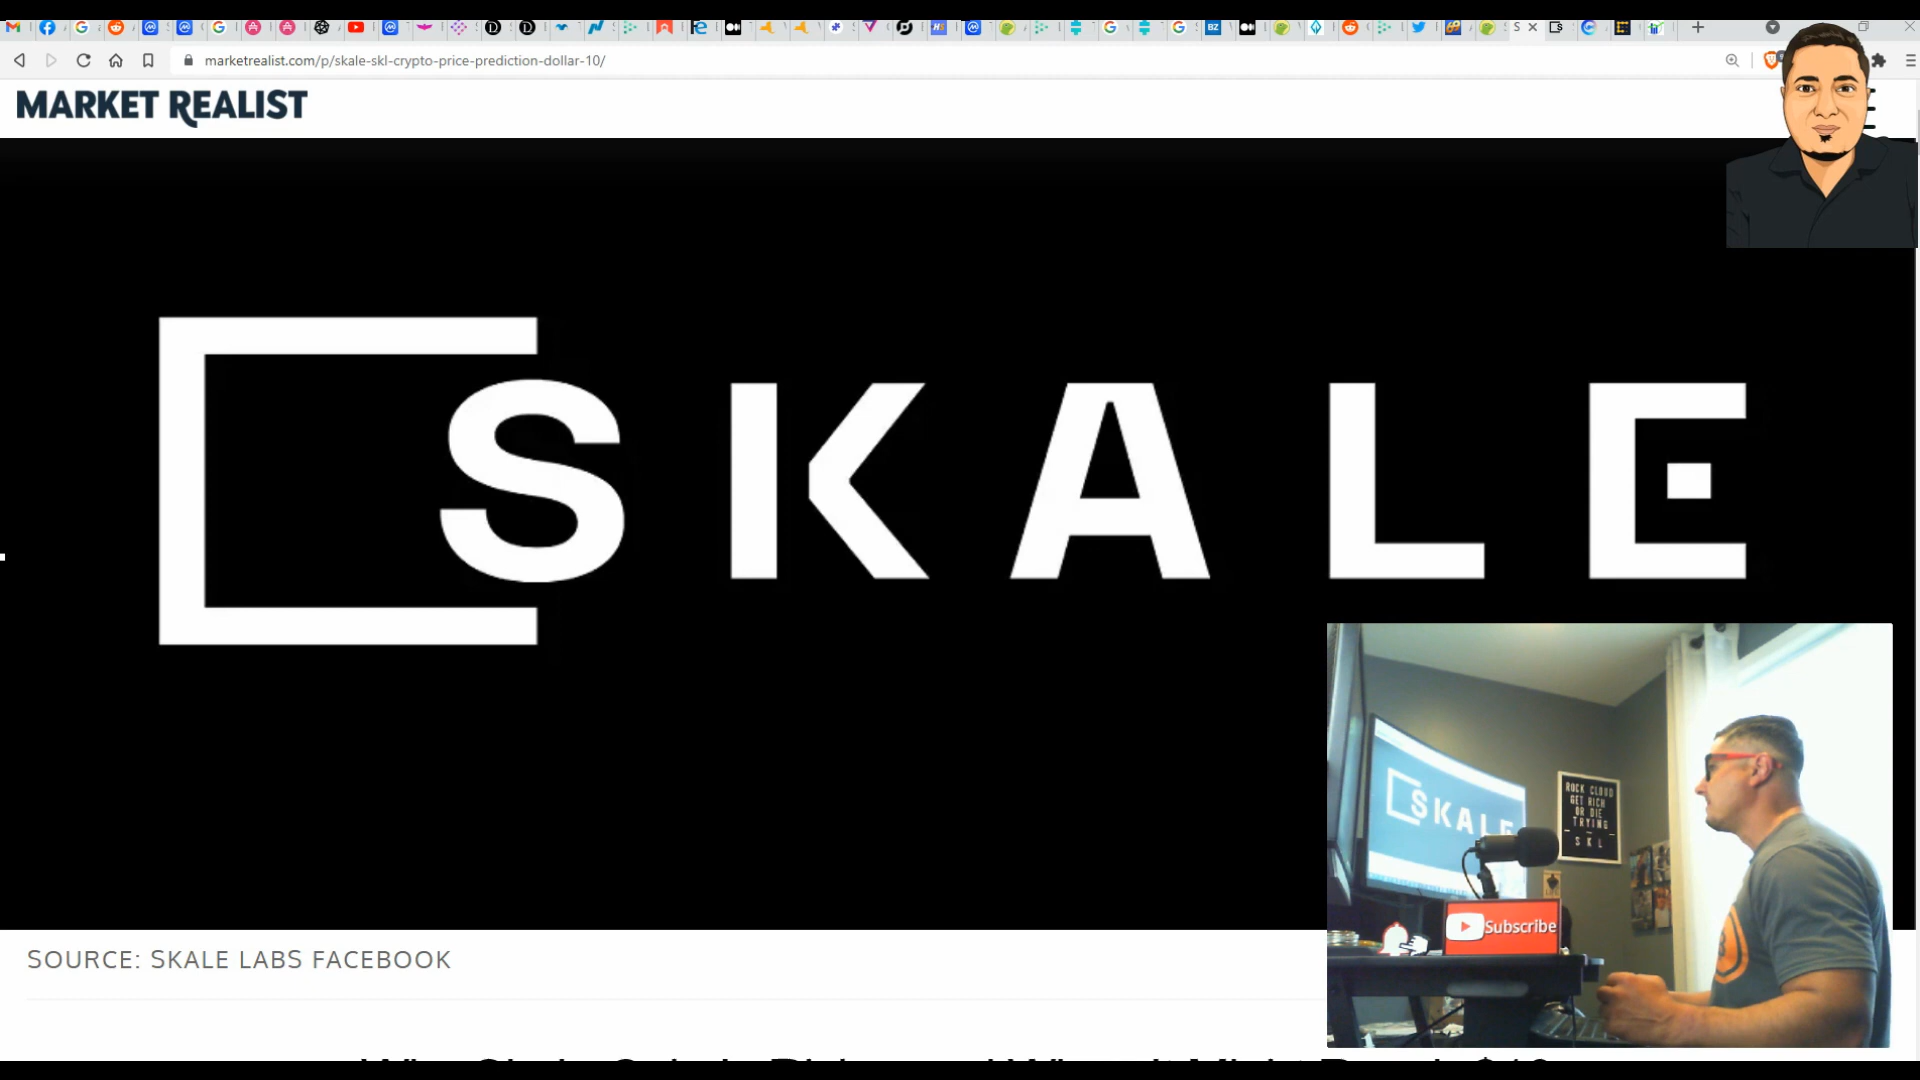 marketrealist.com/p/skale-skl-crypto-price-prediction-dollar-10/
MARKET REALIST
SKALE
SOURCE: SKALE LABS FACEBOOK
SKALE
ROCK CLOUD
GET RICH
OR DIE
TRYING
SKL
Subscribe